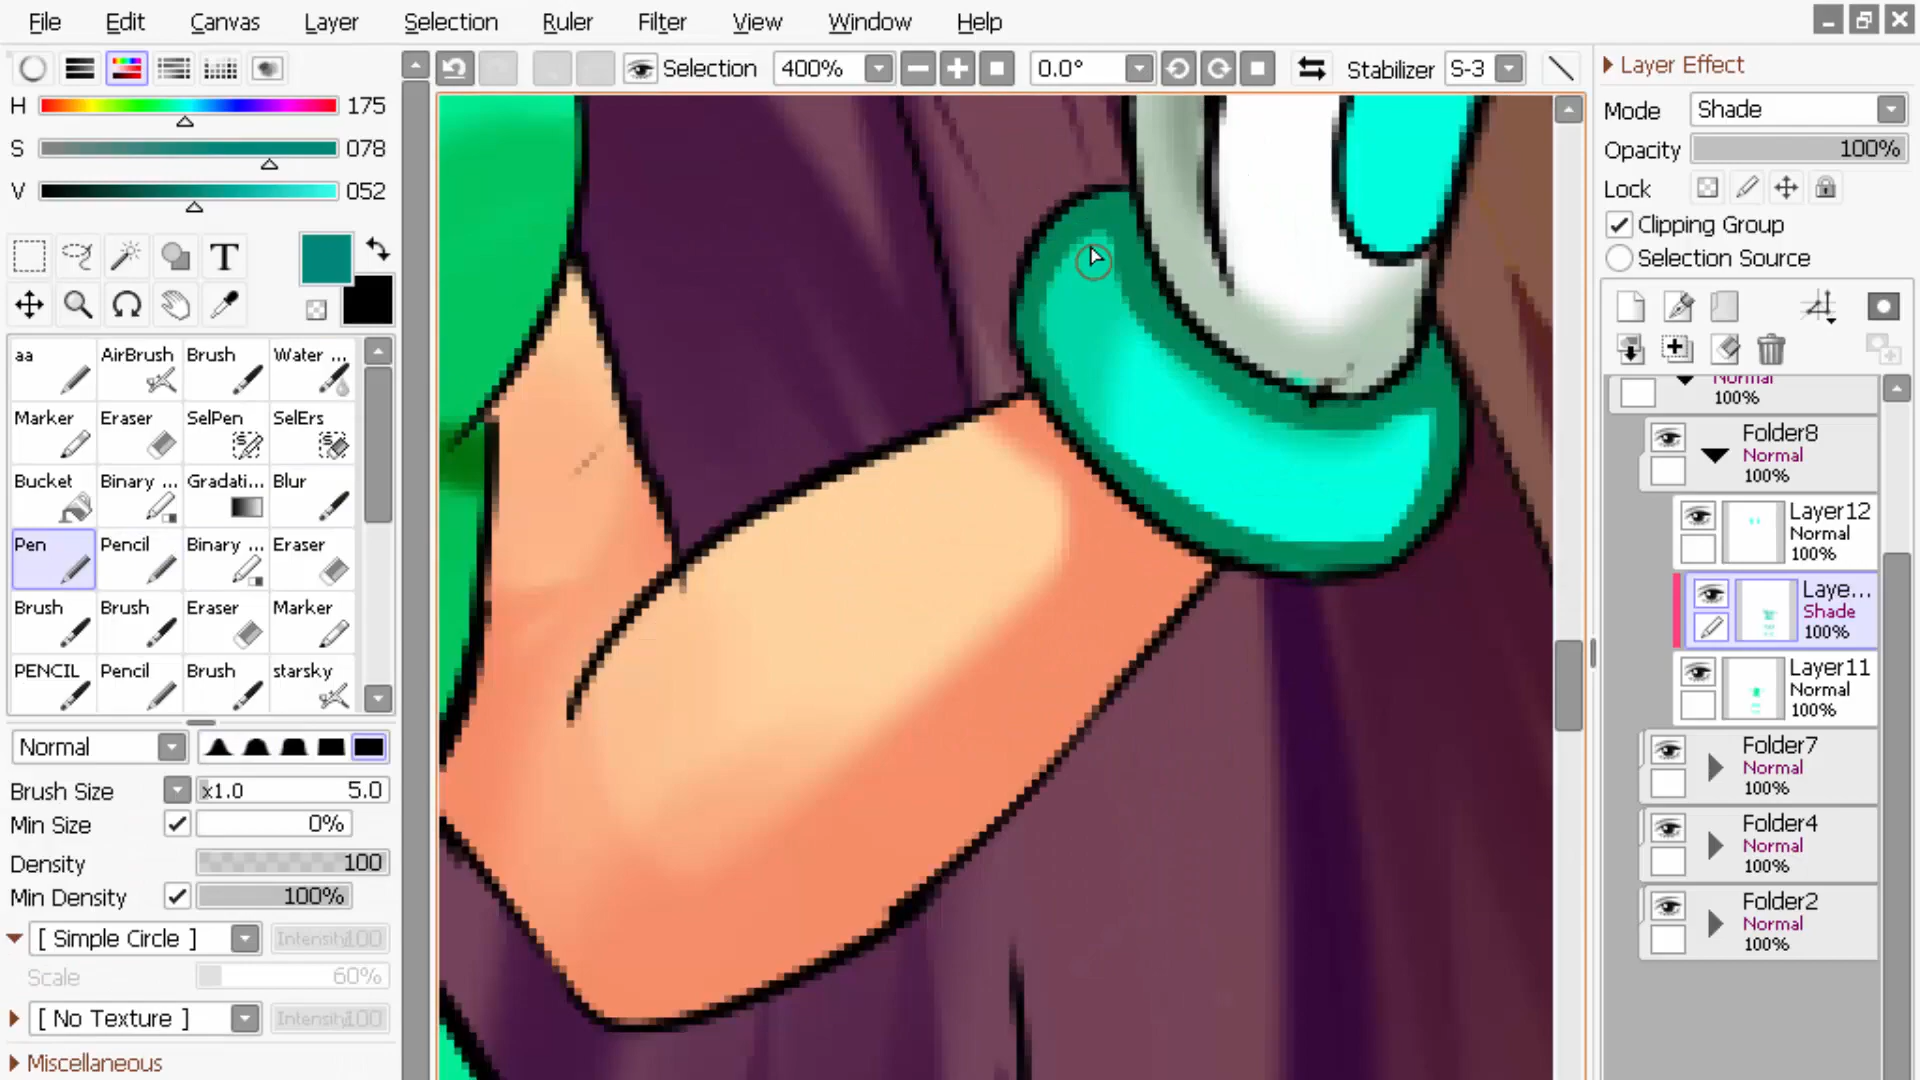 File Edit Canvas Layer Selection Ruler Filter View Window Help
Selection 400% 0.0° Stabilizer S-3
H 175
S 078
V 052
T
aa AirBrush Brush Water ...
Marker Eraser SelPen SelErs
Bucket Binary ... Gradati... Blur
Pen Pencil Binary ... Eraser
Brush Brush Eraser Marker
PENCIL Pencil Brush starsky
Normal
Brush Size x1.0 5.0
Min Size 0%
Density 100
Min Density 100%
[ Simple Circle ] Intensity 100
Scale 60%
[ No Texture ] Intensity 100
Miscellaneous
Layer Effect
Mode Shade
Opacity 100%
Lock
Clipping Group
Selection Source
Normal
100%
Folder8
Normal
100%
Layer12
Normal
100%
Laye...
Shade
100%
Layer11
Normal
100%
Folder7
Normal
100%
Folder4
Normal
100%
Folder2
Normal
100%